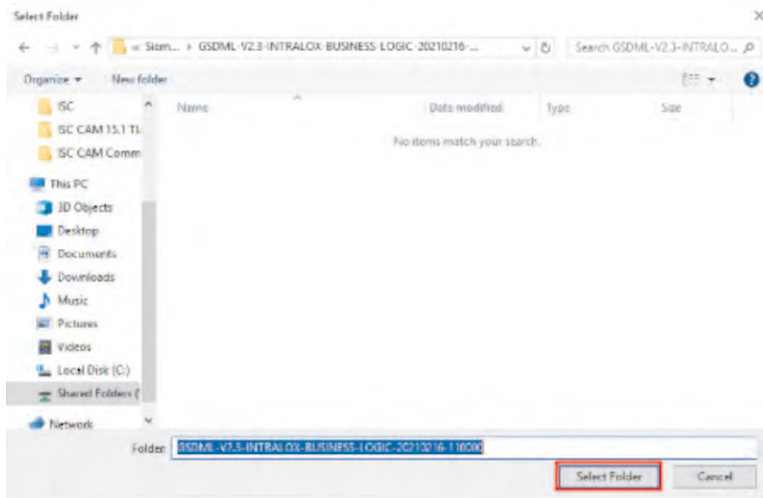 Select Folder
« Siem... › GSDML-V2.3-INTRALOX-BUSINESS LOGIC-20210216-...
Search GSDML-V2.3-INTRALO...
Organize
New folder
Name
Date modified
Type
Size
No items match your search.
ISC
ISC CAM 15.1 TI
ISC CAM Comm
This PC
3D Objects
Desktop
Documents
Downloads
Music
Pictures
Videos
Local Disk (C:)
Shared Folders (
Network
Folder: GSDML-V2.3-INTRALOX-BUSINESS-LOGIC-20210216-110000
Select Folder
Cancel